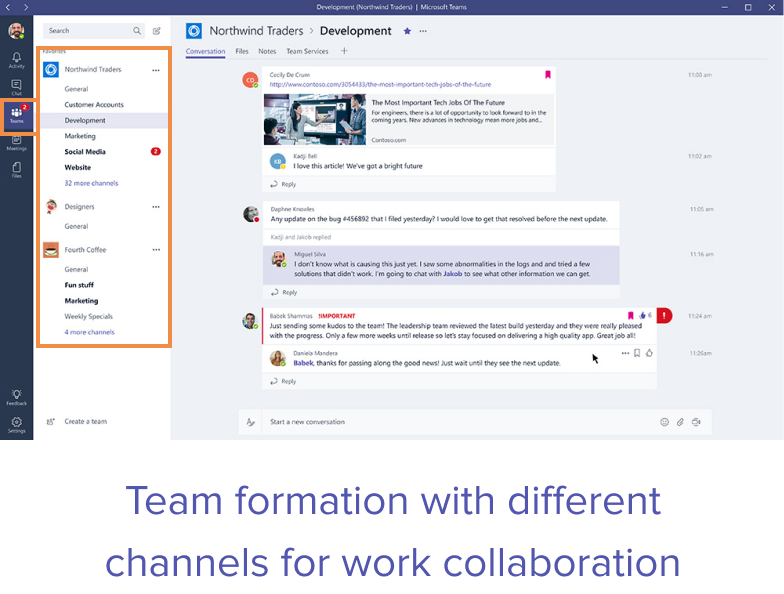 Development (Northwind Traders) | Microsoft Teams
Search
Northwind Traders > Development
Activity
Chat
2
Teams
Meetings
Files
Feedback
Settings
Favorites
Northwind Traders
General
Customer Accounts
Development
Marketing
Social Media 2
Website
32 more channels
Designers
General
Fourth Coffee
General
Fun stuff
Marketing
Weekly Specials
4 more channels
Create a team
Conversation Files Notes Team Services
CD
Cecily De Crum 11:00 am
http://www.contoso.com/3054433/the-most-important-tech-jobs-of-the-future
The Most Important Tech Jobs Of The Future
For engineers, there is a lot of opportunity to look forward to in the
coming years. New advances in technology mean more jobs and...
Contoso.com
KB
Kadji Bell 11:02 am
I love this article! We've got a bright future
Reply
Daphne Knowles 11:05 am
Any update on the bug #456892 that I filed yesterday? I would love to get that resolved before the next update.
Kadji and Jakob replied
Miguel Silva 11:16 am
I don't know what is causing this just yet. I saw some abnormalities in the logs and and tried a few
solutions that didn't work. I'm going to chat with Jakob to see what other information we can get.
Reply
Babek Shammas !IMPORTANT 6 ! 11:24 am
Just sending some kudos to the team! The leadership team reviewed the latest build yesterday and they were really pleased
with the progress. Only a few more weeks until release so let's stay focused on delivering a high quality app. Great job all!
Daniela Mandera 11:26am
Babek, thanks for passing along the good news! Just wait until they see the next update.
Reply
Start a new conversation
Team formation with different
channels for work collaboration